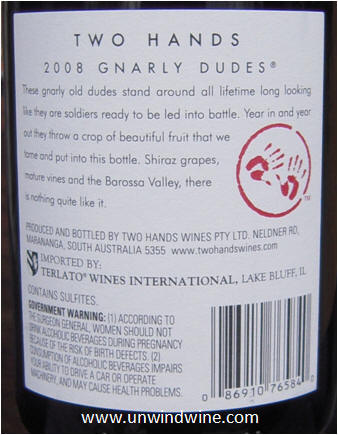 TWO HANDS
2008 GNARLY DUDES®
These gnarly old dudes stand around all lifetime long looking
like they are soldiers ready to be led into battle. Year in and year
out they throw a crop of beautiful fruit that we
tame and put into this bottle. Shiraz grapes,
mature vines and the Barossa Valley, there
is nothing quite like it.
TM
PRODUCED AND BOTTLED BY TWO HANDS WINES PTY LTD. NELDNER RD,
MARANANGA, SOUTH AUSTRALIA 5355 www.twohandswines.com
IMPORTED BY:
TERLATO® WINES INTERNATIONAL, LAKE BLUFF, IL
CONTAINS SULFITES.
GOVERNMENT WARNING: (1) ACCORDING TO
THE SURGEON GENERAL, WOMEN SHOULD NOT
DRINK ALCOHOLIC BEVERAGES DURING PREGNANCY
BECAUSE OF THE RISK OF BIRTH DEFECTS. (2)
CONSUMPTION OF ALCOHOLIC BEVERAGES IMPAIRS
YOUR ABILITY TO DRIVE A CAR OR OPERATE
MACHINERY, AND MAY CAUSE HEALTH PROBLEMS.
0 86910 76584 0
www.unwindwine.com